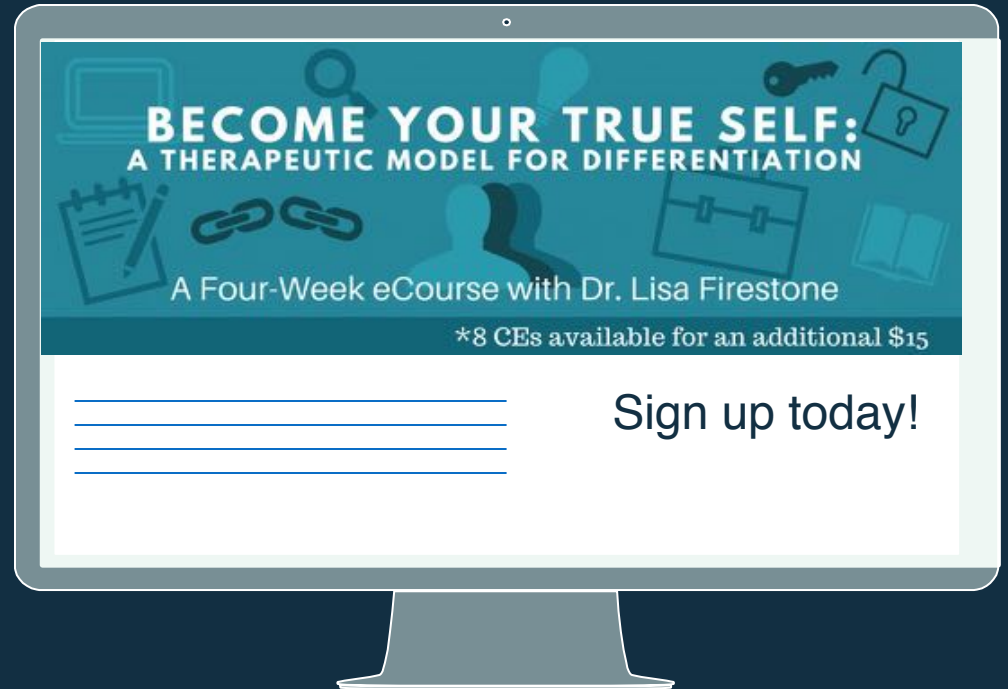 BECOME YOUR TRUE SELF:
A THERAPEUTIC MODEL FOR DIFFERENTIATION
A Four-Week eCourse with Dr. Lisa Firestone
*8 CEs available for an additional $15
Sign up today!